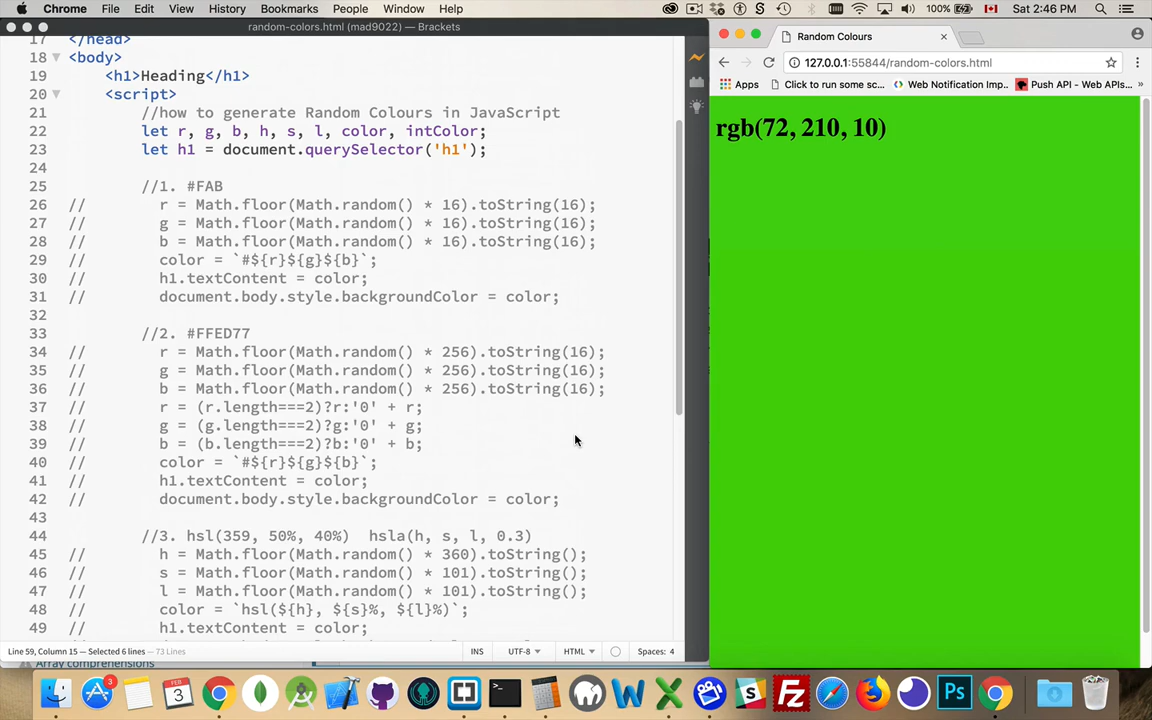 Chrome File Edit View History Bookmarks People Window Help 100% Sat 2:46 PM
random-colors.html (mad9022) — Brackets
17 </head>
18 <body>
19 <h1>Heading</h1>
20 <script>
21 //how to generate Random Colours in JavaScript
22 let r, g, b, h, s, l, color, intColor;
23 let h1 = document.querySelector('h1');
24
25 //1. #FAB
26 // r = Math.floor(Math.random() * 16).toString(16);
27 // g = Math.floor(Math.random() * 16).toString(16);
28 // b = Math.floor(Math.random() * 16).toString(16);
29 // color = `#${r}${g}${b}`;
30 // h1.textContent = color;
31 // document.body.style.backgroundColor = color;
32
33 //2. #FFED77
34 // r = Math.floor(Math.random() * 256).toString(16);
35 // g = Math.floor(Math.random() * 256).toString(16);
36 // b = Math.floor(Math.random() * 256).toString(16);
37 // r = (r.length===2)?r:'0' + r;
38 // g = (g.length===2)?g:'0' + g;
39 // b = (b.length===2)?b:'0' + b;
40 // color = `#${r}${g}${b}`;
41 // h1.textContent = color;
42 // document.body.style.backgroundColor = color;
43
44 //3. hsl(359, 50%, 40%) hsla(h, s, l, 0.3)
45 // h = Math.floor(Math.random() * 360).toString();
46 // s = Math.floor(Math.random() * 101).toString();
47 // l = Math.floor(Math.random() * 101).toString();
48 // color = `hsl(${h}, ${s}%, ${l}%)`;
49 // h1.textContent = color;
Line 59, Column 15 — Selected 6 lines — 73 Lines INS UTF-8 HTML Spaces: 4
Array comprehensions
Random Colours
127.0.0.1:55844/random-colors.html
Apps Click to run some sc... Web Notification Imp.. Push API - Web APIs... »
rgb(72, 210, 10)
3
FEB
3